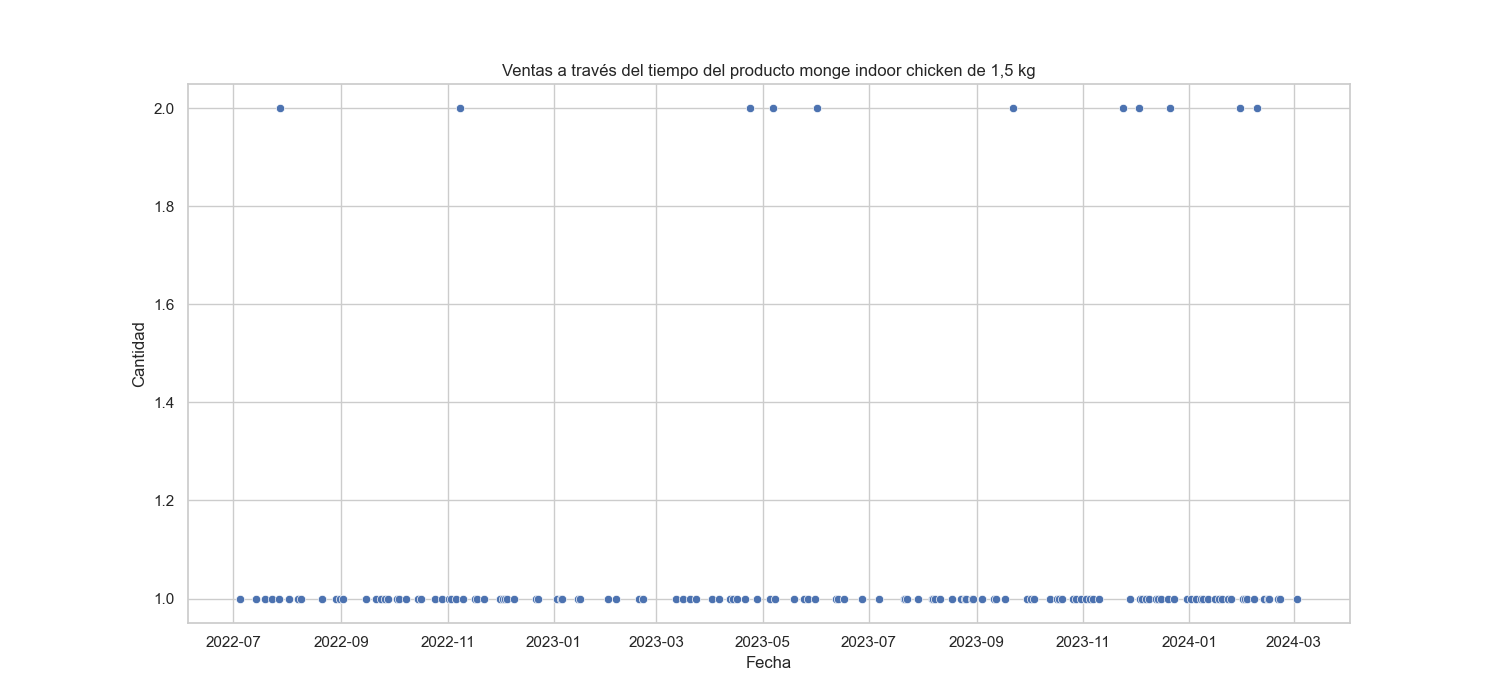 Ventas a través del tiempo del producto monge indoor chicken de 1,5 kg
2.0
1.8
1.6
1.4
1.2
1.0
Cantidad
2022-07 2022-09 2022-11 2023-01 2023-03 2023-05 2023-07 2023-09 2023-11 2024-01 2024-03
Fecha